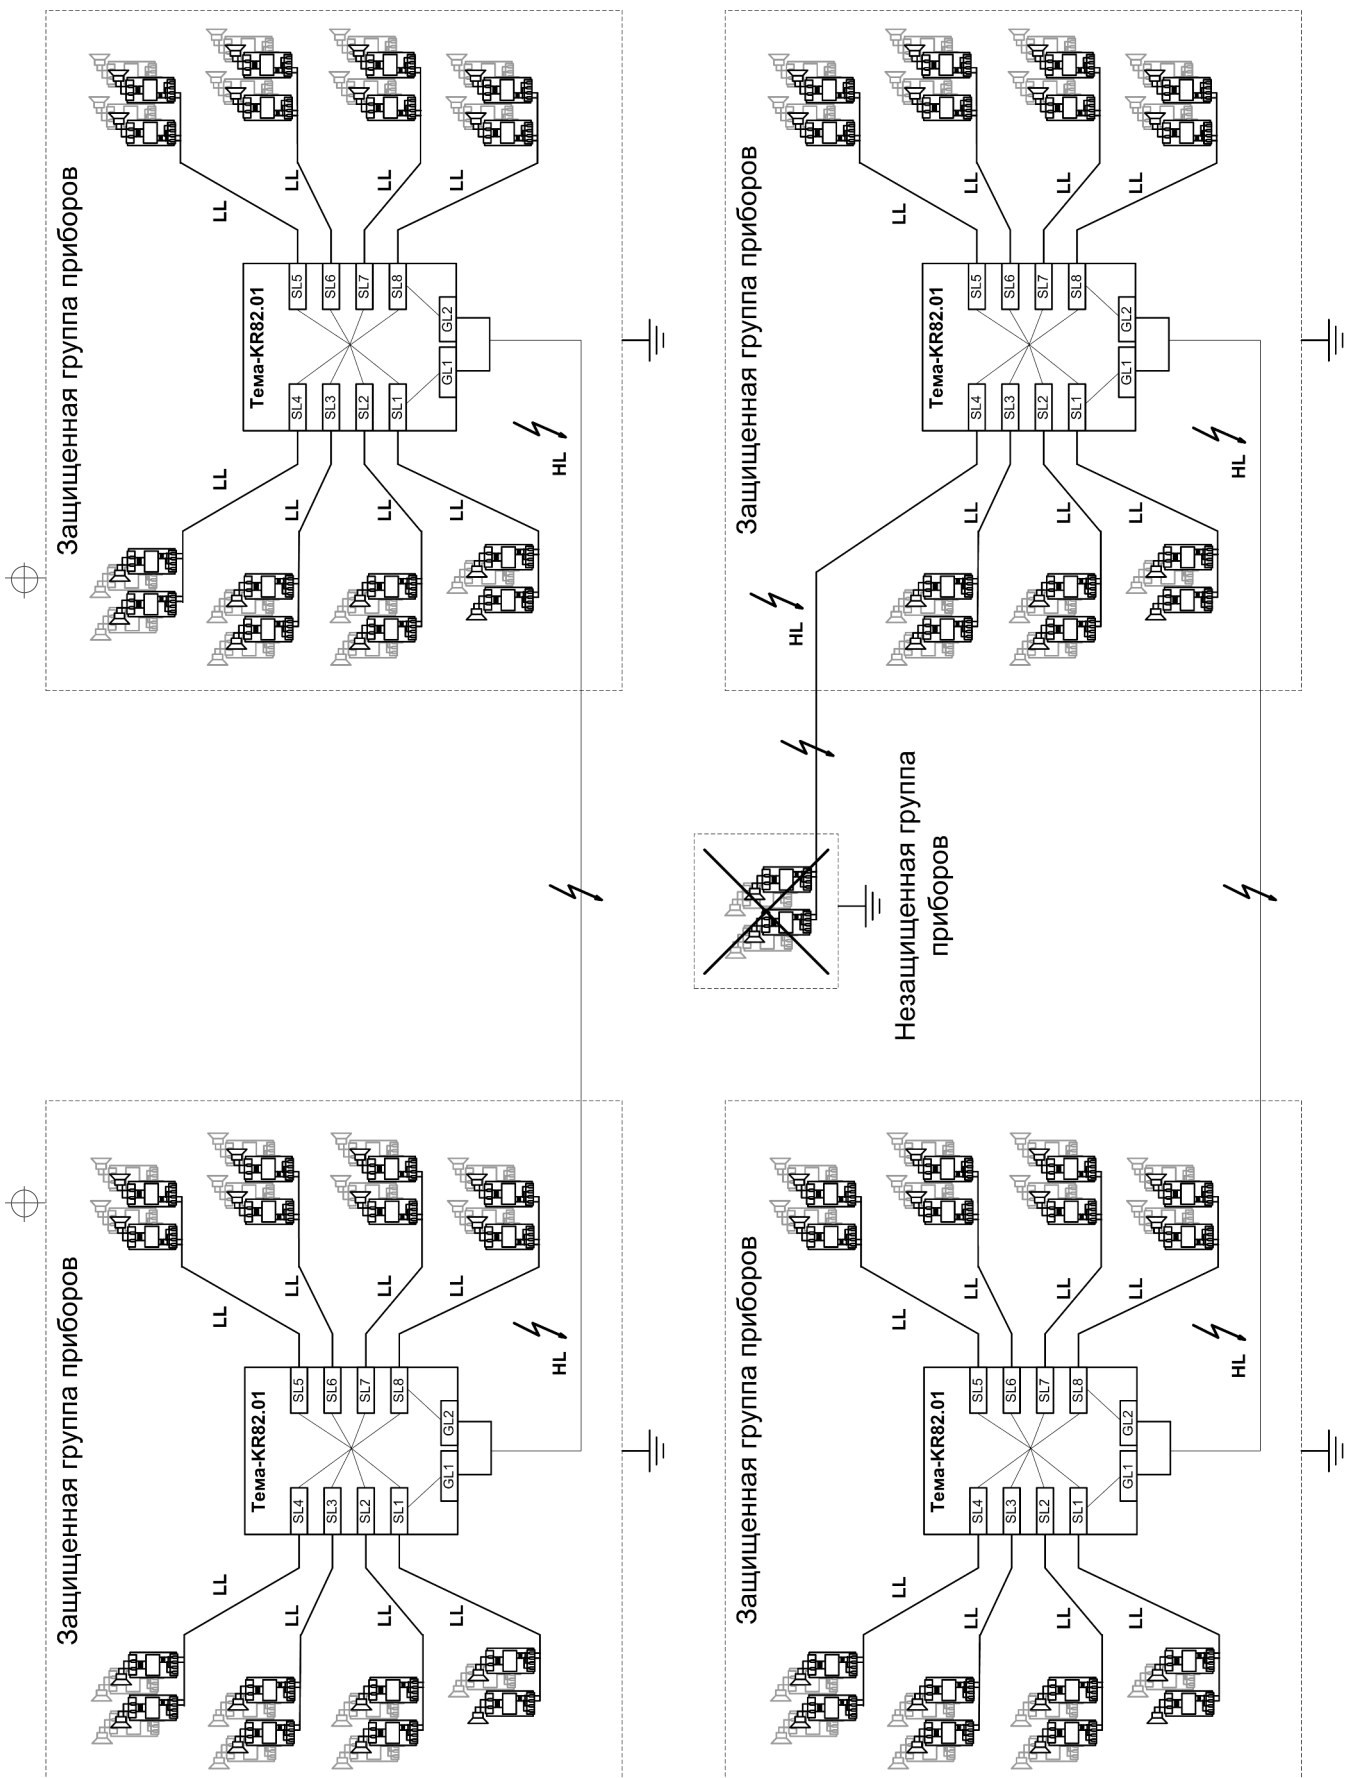 Защищенная группа приборов
LL
LL
Тема-KR82.01
LL
LL
SL4
SL5
SL3
SL6
SL2
SL7
LL
LL
SL1
SL8
GL1
GL2
LL
LL
HL
Защищенная группа приборов
LL
LL
Тема-KR82.01
LL
LL
SL4
SL5
SL3
SL6
SL2
SL7
LL
LL
SL1
SL8
GL1
GL2
LL
LL
HL
Защищенная группа приборов
LL
LL
Тема-KR82.01
LL
LL
SL4
SL5
SL3
SL6
SL2
SL7
LL
LL
SL1
SL8
GL1
GL2
LL
LL
HL
Незащищенная группа
приборов
Защищенная группа приборов
HL
LL
Тема-KR82.01
LL
LL
SL4
SL5
SL3
SL6
SL2
SL7
LL
LL
SL1
SL8
GL1
GL2
LL
LL
HL